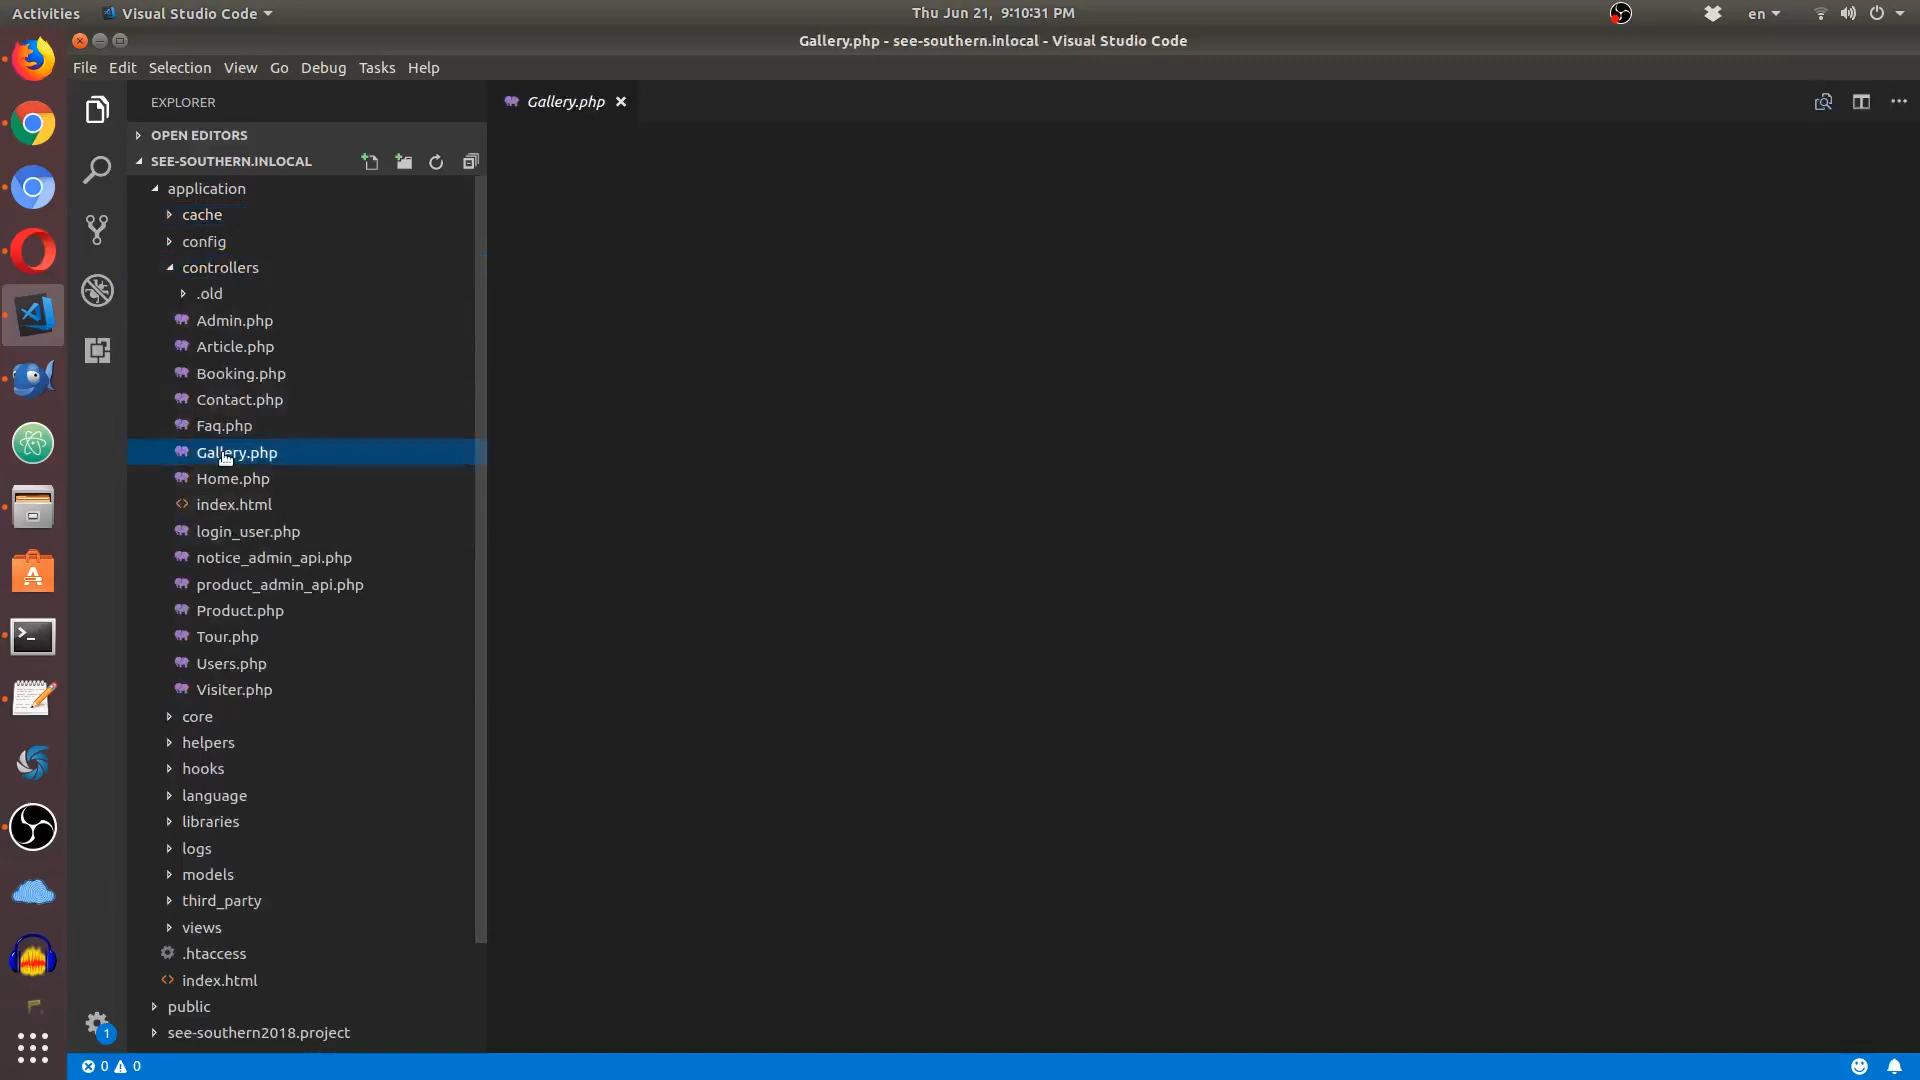 Activities
Visual Studio Code
Thu Jun 21, 9:10:31 PM
en
Gallery.php - see-southern.inlocal - Visual Studio Code
File Edit Selection View Go Debug Tasks Help
EXPLORER
Gallery.php
OPEN EDITORS
SEE-SOUTHERN.INLOCAL
application
cache
config
controllers
.old
Admin.php
Article.php
Booking.php
Contact.php
Faq.php
Gallery.php
Home.php
index.html
login_user.php
notice_admin_api.php
product_admin_api.php
Product.php
Tour.php
Users.php
Visiter.php
core
helpers
hooks
language
libraries
logs
models
third_party
views
.htaccess
index.html
public
see-southern2018.project
1
0 0